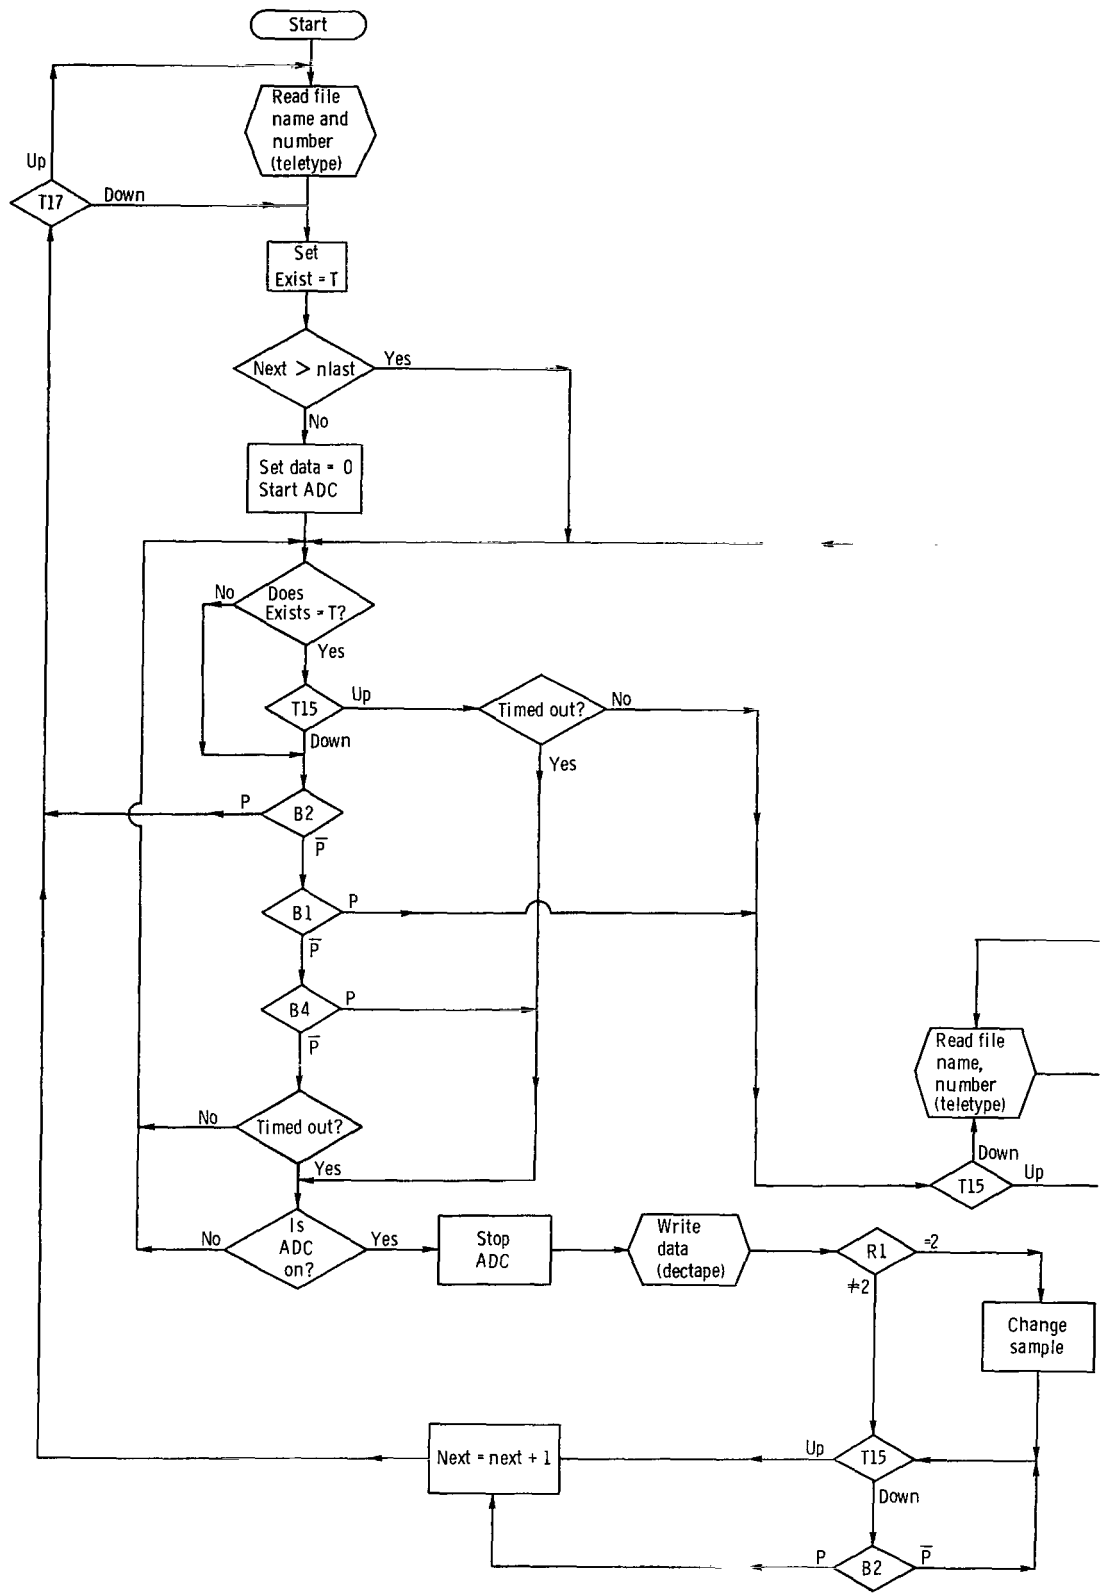 Start
Read file
name and
number
(teletype)
Up
T17
Down
Set
Exist = T
Next > nlast
Yes
No
Set data = 0
Start ADC
No
Does
Exists = T?
Yes
T15
Up
Timed out?
No
Down
Yes
P
B2
P̅
B1
P
P̅
B4
P
P̅
Read file
name,
number
(teletype)
No
Timed out?
Yes
Down
T15
Up
No
Is
ADC
on?
Yes
Stop
ADC
Write
data
(dectape)
R1
=2
≠2
Change
sample
Next = next + 1
Up
T15
Down
P
B2
P̅